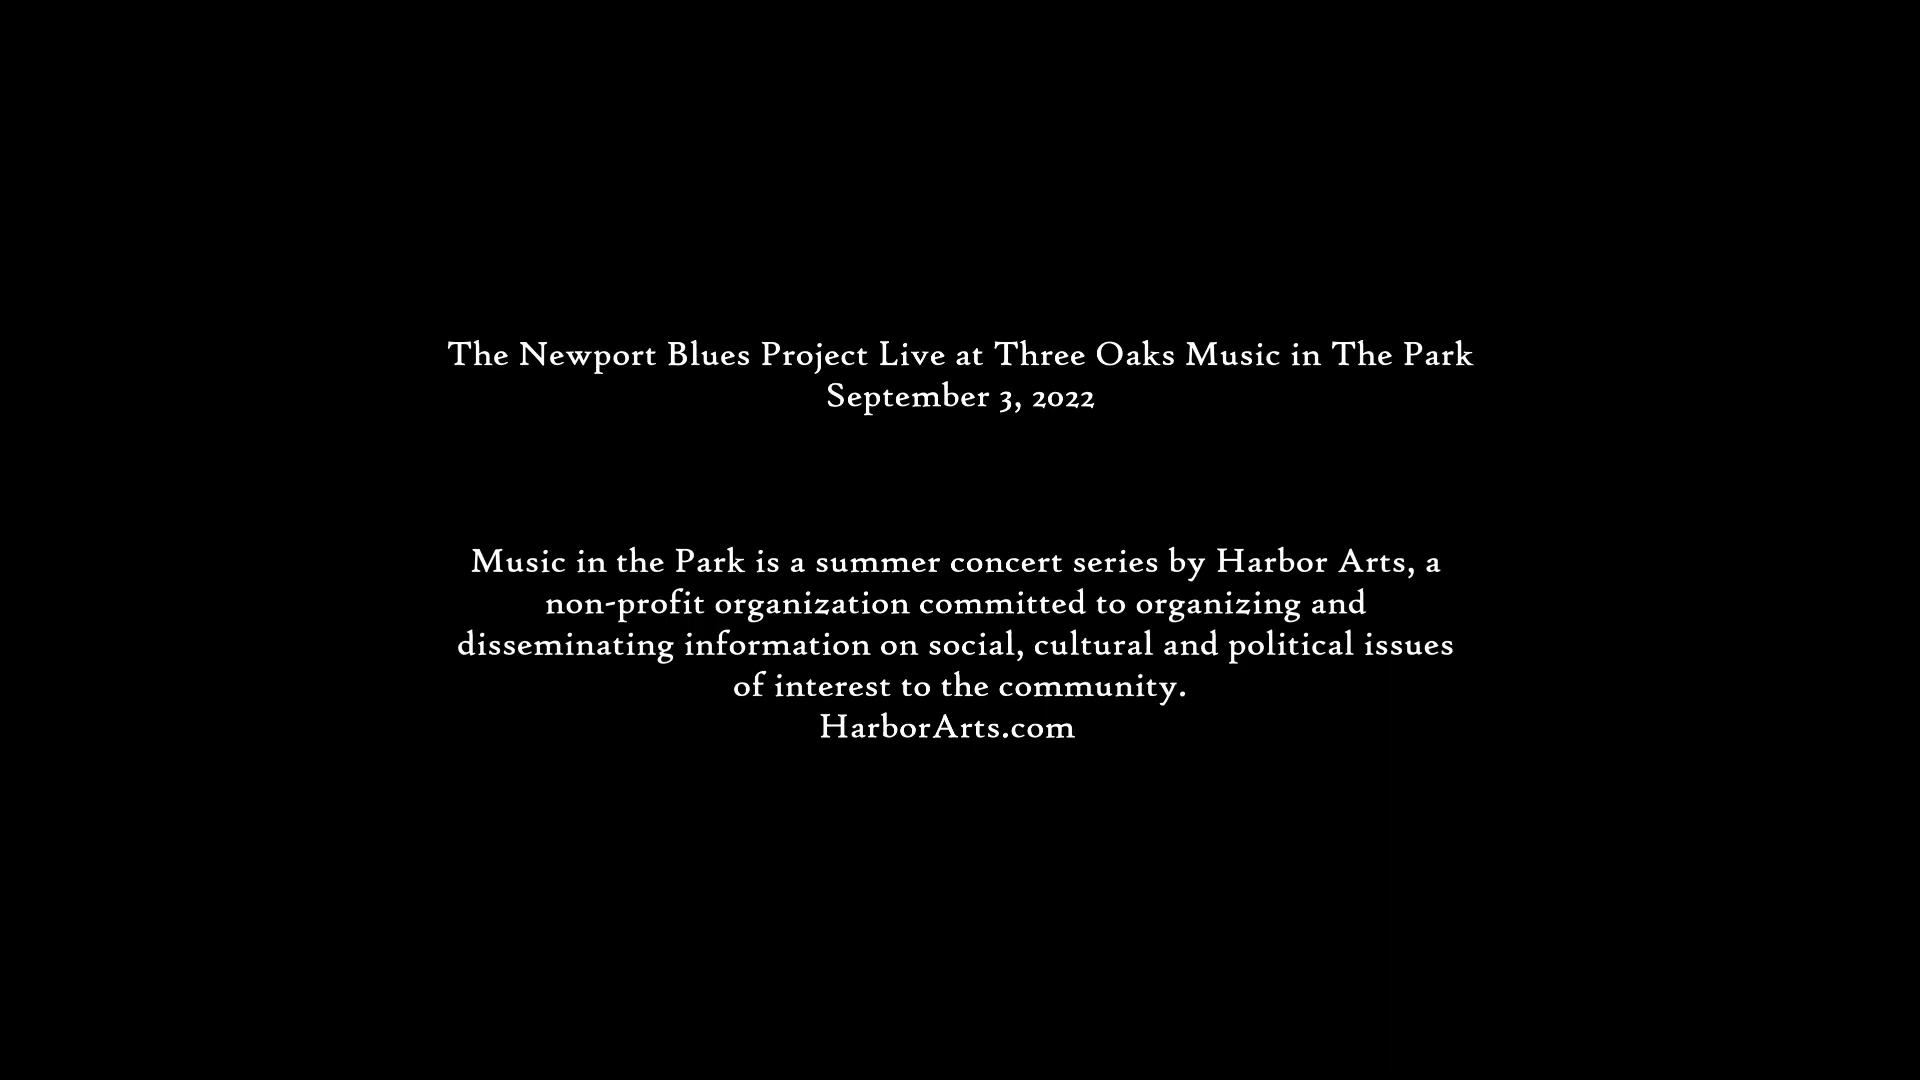 The Newport Blues Project Live at Three Oaks Music in The Park
September 3, 2022
Music in the Park is a summer concert series by Harbor Arts, a
non-profit organization committed to organizing and
disseminating information on social, cultural and political issues
of interest to the community.
HarborArts.com